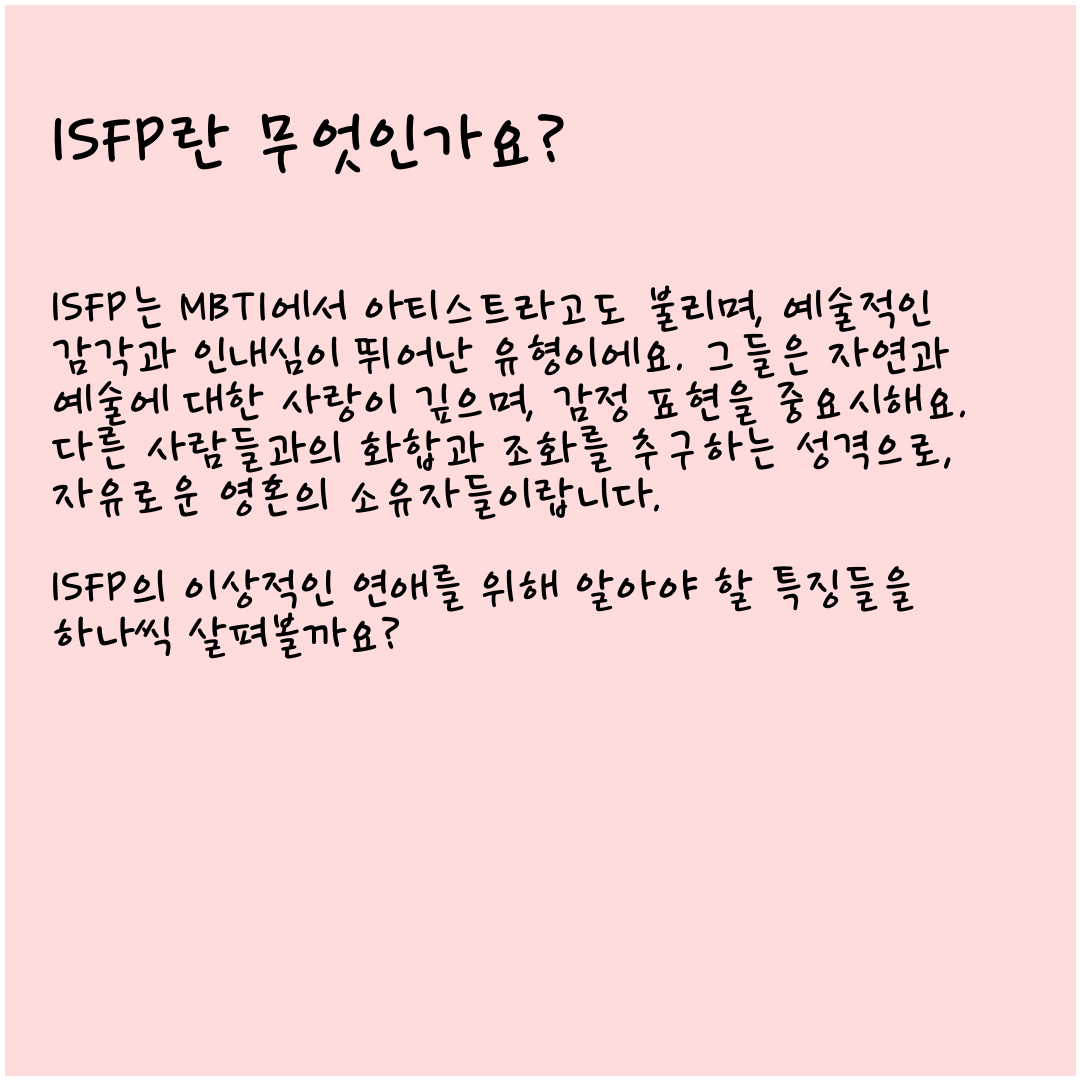 ISFP란 무엇인가요?
ISFP는 MBTI에서 아티스트라고도 불리며, 예술적인
감각과 인내심이 뛰어난 유형이에요. 그들은 자연과
예술에 대한 사랑이 깊으며, 감정 표현을 중요시해요.
다른 사람들과의 화합과 조화를 추구하는 성격으로,
자유로운 영혼의 소유자들이랍니다.
ISFP의 이상적인 연애를 위해 알아야 할 특징들을
하나씩 살펴볼까요?